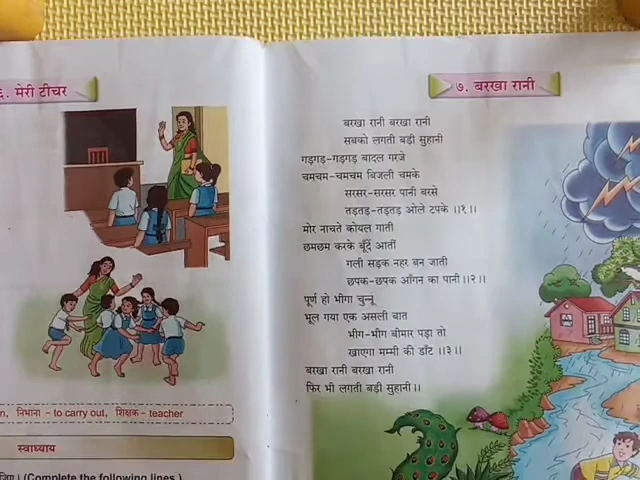 ६. मेरी टीचर
निभाना – to carry out, शिक्षक – teacher
स्वाध्याय
(Complete the following lines.)
७. बरखा रानी
बरखा रानी बरखा रानी
सबको लगती बड़ी सुहानी
गड़गड़-गड़गड़ बादल गरजे
चमचम-चमचम बिजली चमके
सरसर-सरसर पानी बरसे
तड़तड़-तड़तड़ ओले टपके ।।१।।
मोर नाचते कोयल गाती
छमछम करके बूँदें आतीं
गली सड़क नहर बन जाती
छपक-छपक आँगन का पानी ।।२।।
पूर्ण हो भीगा चुन्नू
भूल गया एक असली बात
भीग-भीग बीमार पड़ा तो
खाएगा मम्मी की डाँट ।।३।।
बरखा रानी बरखा रानी
फिर भी लगती बड़ी सुहानी।।